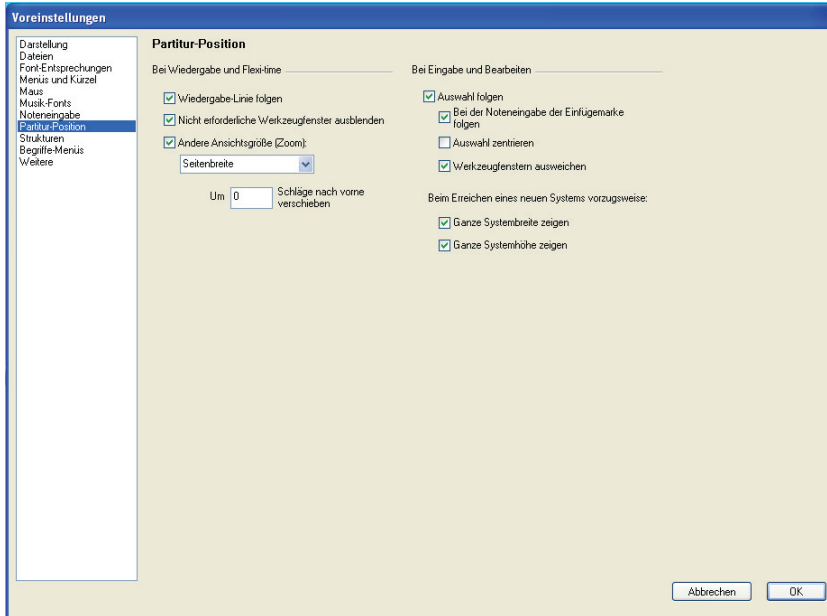 Voreinstellungen
Darstellung
Dateien
Font-Entsprechungen
Menüs und Kürzel
Maus
Musik-Fonts
Noteneingabe
Partitur-Position
Strukturen
Begriffe-Menüs
Weitere
Partitur-Position
Bei Wiedergabe und Flexi-time
Wiedergabe-Linie folgen
Nicht erforderliche Werkzeugfenster ausblenden
Andere Ansichtsgröße (Zoom):
Seitenbreite
Um 0 Schläge nach vorne
verschieben
Bei Eingabe und Bearbeiten
Auswahl folgen
Bei der Noteneingabe der Einfügemarke
folgen
Auswahl zentrieren
Werkzeugfenstern ausweichen
Beim Erreichen eines neuen Systems vorzugsweise:
Ganze Systembreite zeigen
Ganze Systemhöhe zeigen
Abbrechen
OK